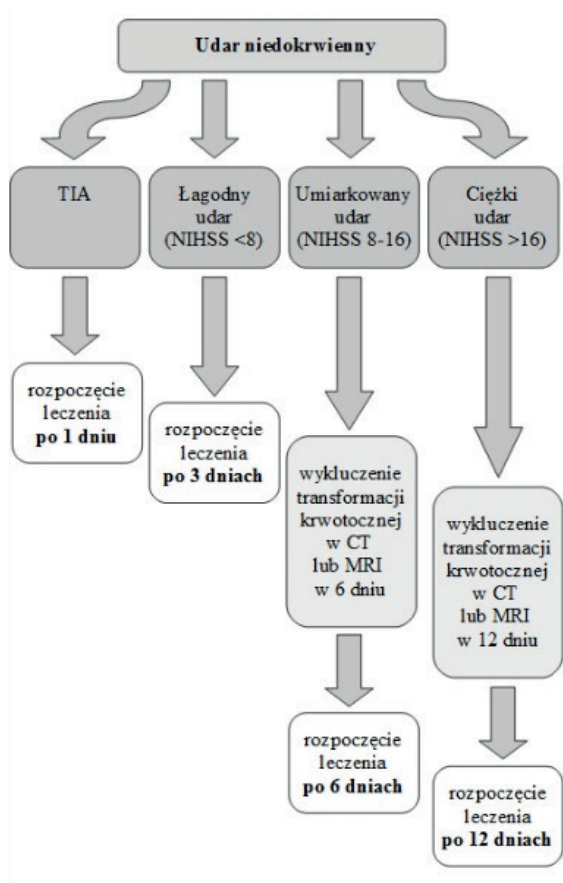 Udar niedokrwienny
TIA
Łagodny
udar
(NIHSS <8)
Umiarkowany
udar
(NIHSS 8-16)
Ciężki
udar
(NIHSS >16)
rozpoczęcie
leczenia
po 1 dniu
rozpoczęcie
leczenia
po 3 dniach
wykluczenie
transformacji
krwotocznej
w CT
lub MRI
w 6 dniu
wykluczenie
transformacji
krwotocznej
w CT
lub MRI
w 12 dniu
rozpoczęcie
leczenia
po 6 dniach
rozpoczęcie
leczenia
po 12 dniach